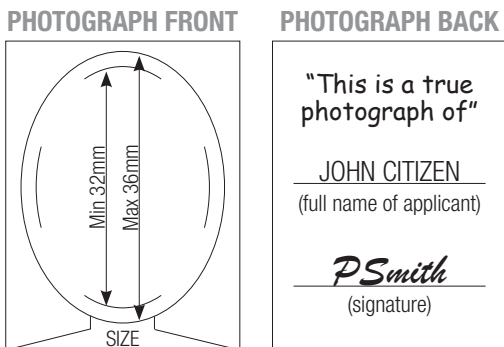 PHOTOGRAPH FRONT
Min 32mm
Max 36mm
SIZE
PHOTOGRAPH BACK
“This is a true
photograph of”
JOHN CITIZEN
(full name of applicant)
PSmith
(signature)